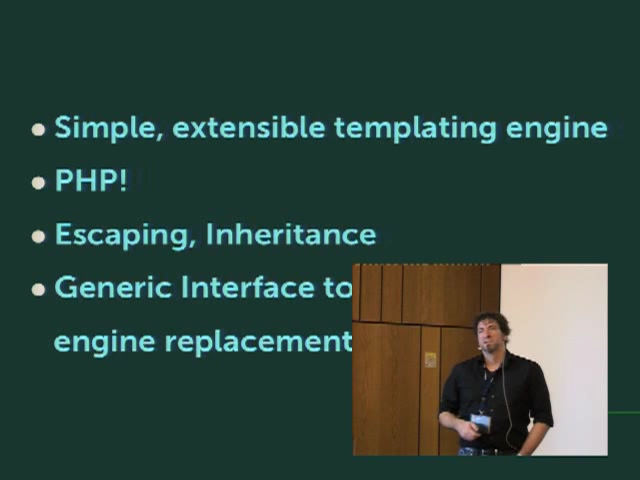 Simple, extensible templating engine
PHP!
Escaping, Inheritance
Generic Interface to
engine replacement